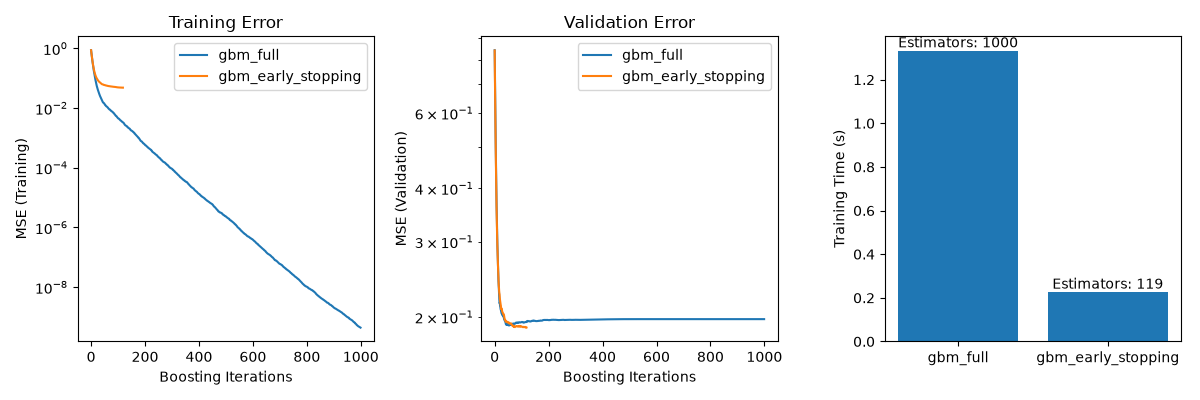 Training Error
10⁰
10⁻²
10⁻⁴
10⁻⁶
10⁻⁸
MSE (Training)
gbm_full
gbm_early_stopping
0 200 400 600 800 1000
Boosting Iterations
Validation Error
6 × 10⁻¹
4 × 10⁻¹
3 × 10⁻¹
2 × 10⁻¹
MSE (Validation)
gbm_full
gbm_early_stopping
0 200 400 600 800 1000
Boosting Iterations
Estimators: 1000
Estimators: 119
1.2
1.0
0.8
0.6
0.4
0.2
0.0
Training Time (s)
gbm_full gbm_early_stopping